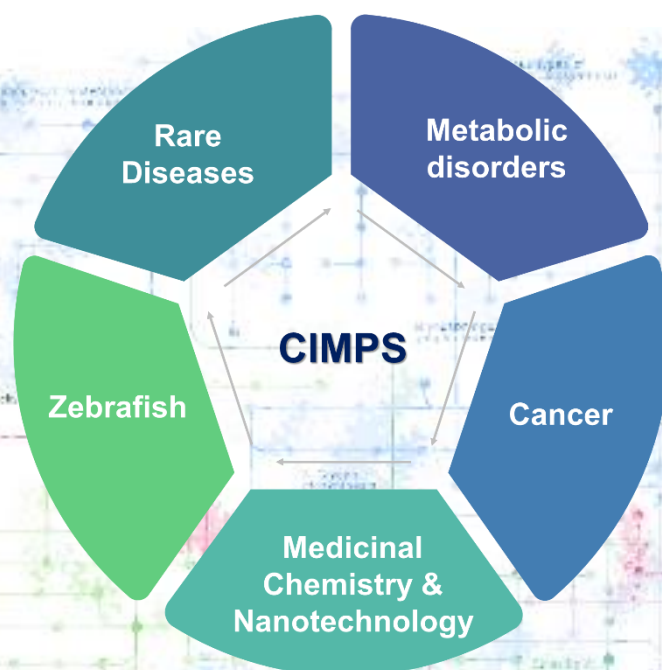 Rare
Diseases
Metabolic
disorders
CIMPS
Zebrafish
Cancer
Medicinal
Chemistry &
Nanotechnology